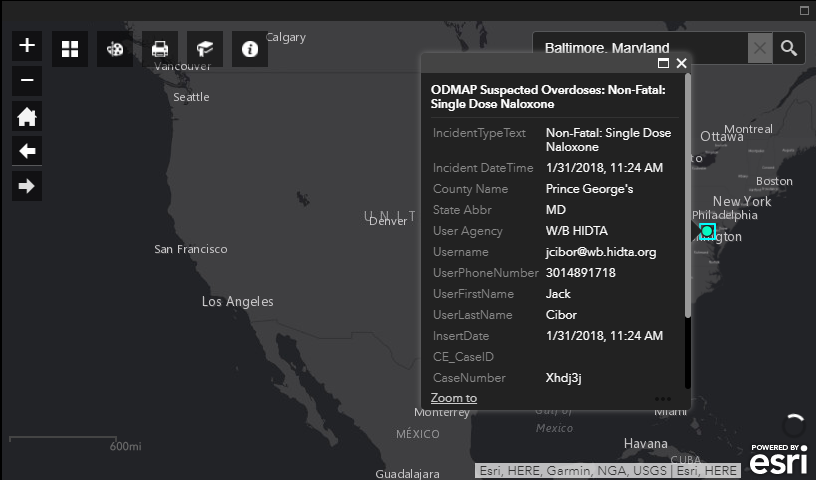 Calgary
Baltimore, Maryland
Vancouver
Seattle
ODMAP Suspected Overdoses: Non-Fatal:
Single Dose Naloxone
IncidentTypeText Non-Fatal: Single Dose
Naloxone
Incident DateTime 1/31/2018, 11:24 AM
County Name Prince George's
State Abbr MD
User Agency W/B HIDTA
Username jcibor@wb.hidta.org
UserPhoneNumber 3014891718
UserFirstName Jack
UserLastName Cibor
InsertDate 1/31/2018, 11:24 AM
CE_CaseID
CaseNumber Xhdj3j
Zoom to
Ottawa
Montreal
to
Boston
New York
Philadelphia
ington
UNIT
Denver
San Francisco
Los Angeles
Monterrey
Gulf of
Mexico
Miami
MÉXICO
Havana
CUBA
Guadalajara
600mi
Esri, HERE, Garmin, NGA, USGS | Esri, HERE
POWERED BY
esri